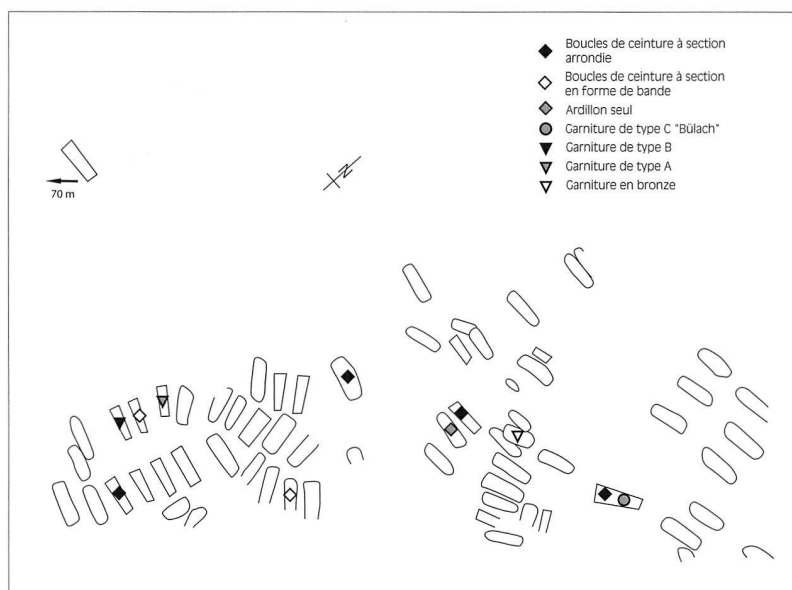 Boucles de ceinture à section
arrondie
Boucles de ceinture à section
en forme de bande
Ardillon seul
Garniture de type C "Bülach"
Garniture de type B
Garniture de type A
Garniture en bronze
70 m
N